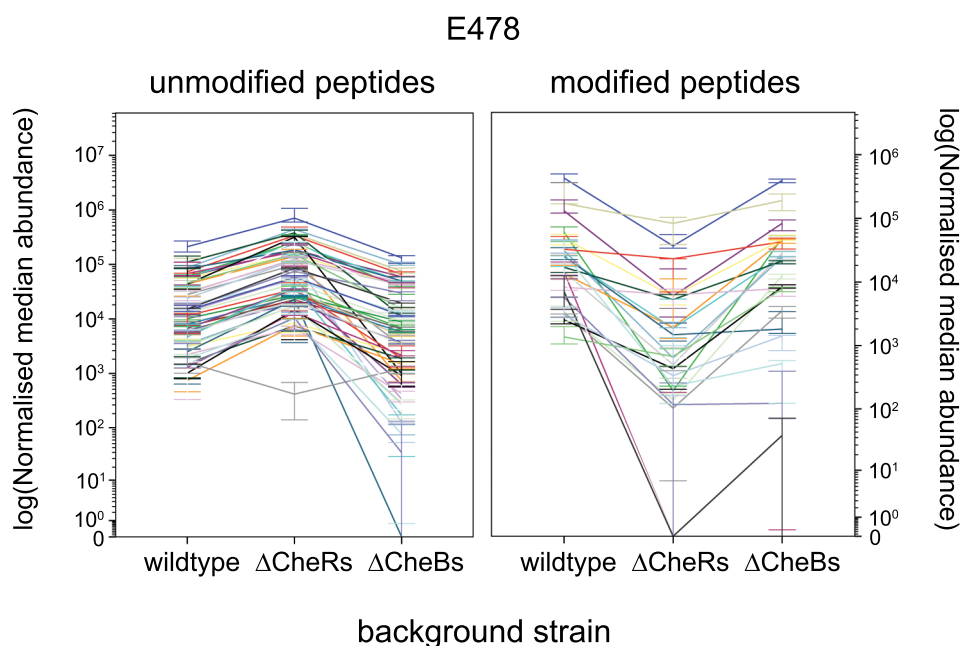 E478
unmodified peptides
modified peptides
log(Normalised median abundance)
10⁷
10⁶
10⁵
10⁴
10³
10²
10¹
10⁰
0
10⁶
10⁵
10⁴
10³
10²
10¹
10⁰
0
log(Normalised median abundance)
wildtype ΔCheRs ΔCheBs
wildtype ΔCheRs ΔCheBs
background strain